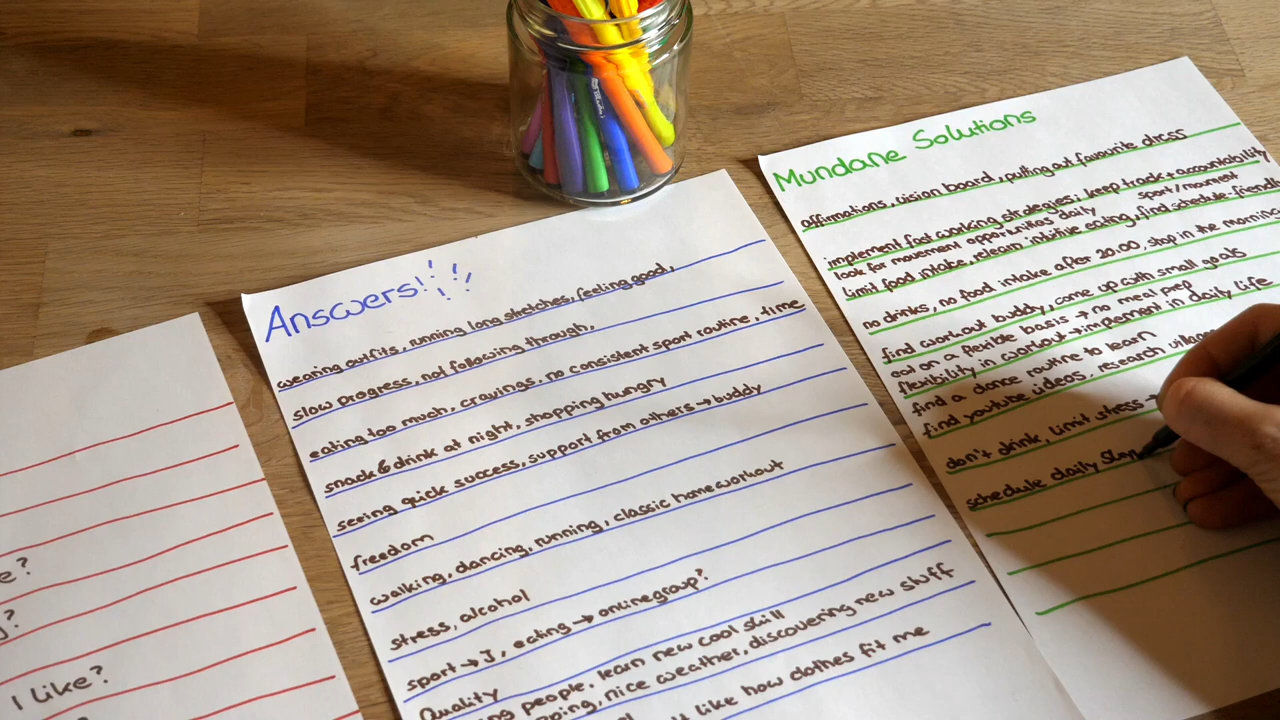 e?
g?
I like?
Answers!
wearing outfits, running long stretches, feeling good,
slow progress, not following through,
eating too much, cravings, no consistent sport routine, time
snack & drink at night, shopping hungry
seeing quick success, support from others → buddy
freedom
walking, dancing, running, classic homeworkout
stress, alcohol
sport → J, eating → onlinegroup?
Quality
ing people, learn new cool skill
pping, nice weather, discovering new stuff
like how clothes fit me
Mundane Solutions
affirmations, vision board, putting out favourite dress
implement fast working strategies; keep track + accountability
look for movement opportunities daily sport/movment
limit food intake, relearn intuitive eating, find schedule friendly
no drinks, no food intake after 20.00, shop in the morning
find workout buddy, come up with small goals
eat on a flexible basis → no meal prep
flexibility in workout → implement in daily life
find a dance routine to learn
find youtube videos, research village
don't drink, limit stress →
schedule daily